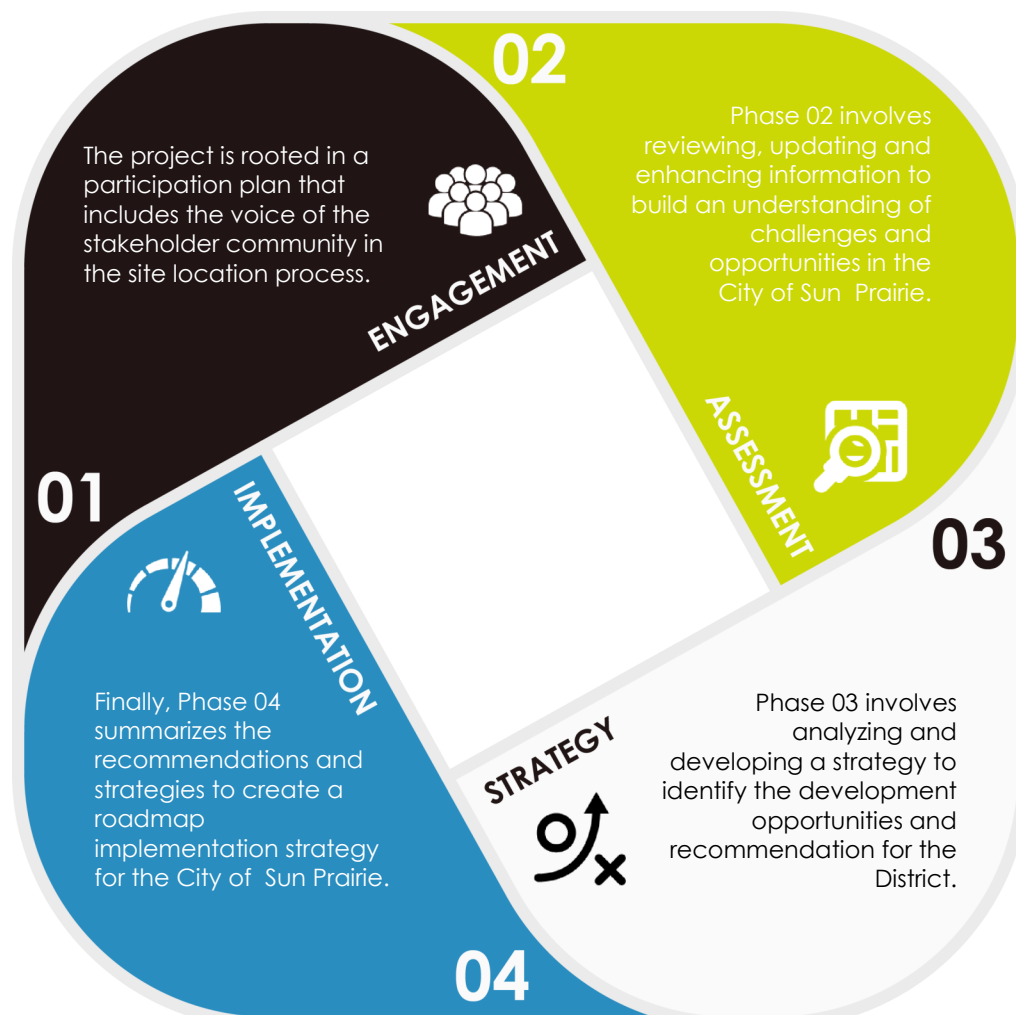 01
The project is rooted in a
participation plan that
includes the voice of the
stakeholder community in
the site location process.
ENGAGEMENT
02
Phase 02 involves
reviewing, updating and
enhancing information to
build an understanding of
challenges and
opportunities in the
City of Sun Prairie.
ASSESSMENT
03
Phase 03 involves
analyzing and
developing a strategy to
identify the development
opportunities and
recommendation for the
District.
STRATEGY
04
Finally, Phase 04
summarizes the
recommendations and
strategies to create a
roadmap
implementation strategy
for the City of Sun Prairie.
IMPLEMENTATION